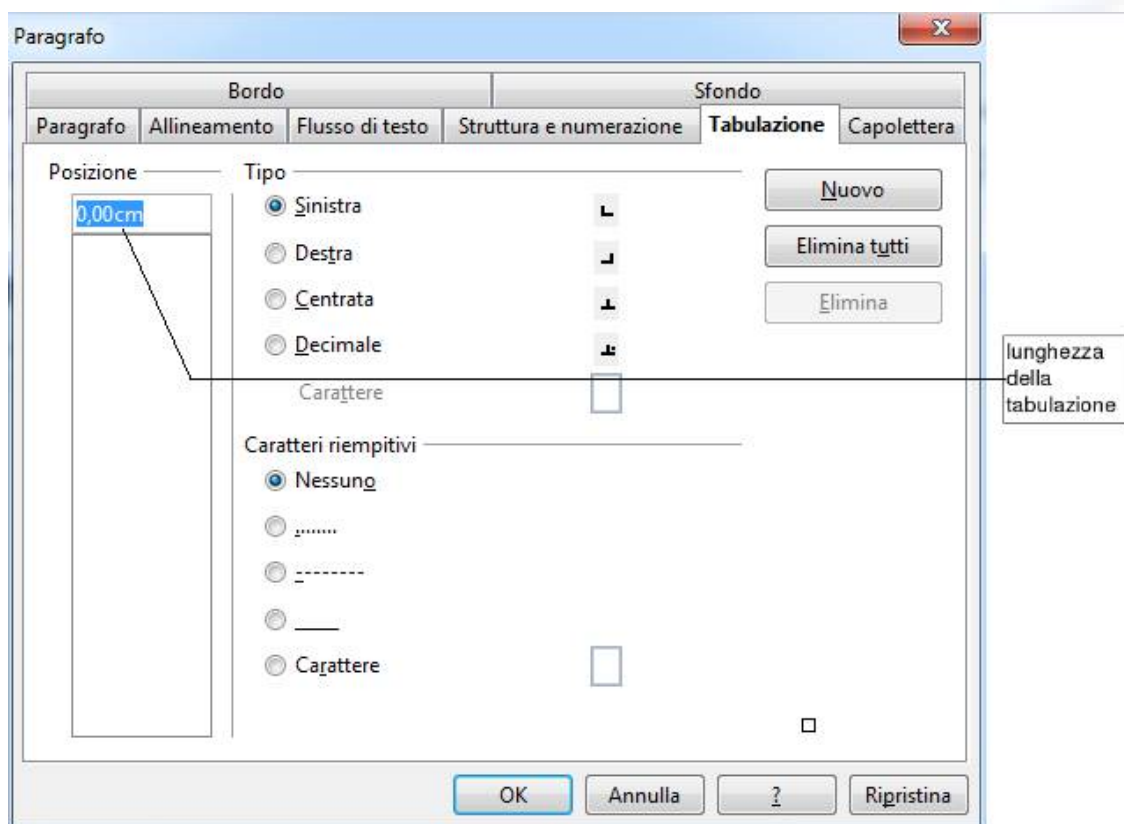 Paragrafo
Bordo
Sfondo
Paragrafo
Allineamento
Flusso di testo
Struttura e numerazione
Tabulazione
Capolettera
Posizione
0,00cm
Tipo
Sinistra
Destra
Centrata
Decimale
Carattere
Nuovo
Elimina tutti
Elimina
lunghezza
della
tabulazione
Caratteri riempitivi
Nessuno
........
--------
____
Carattere
OK
Annulla
?
Ripristina